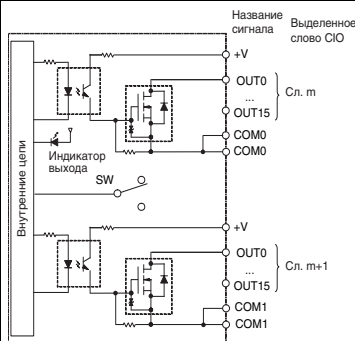 Название
сигнала
Выделенное
слово CIO
+V
OUT0
...
OUT15
Сл. m
COM0
COM0
Индикатор
выхода
SW
Внутренние цепи
+V
OUT0
...
OUT15
Сл. m+1
COM1
COM1